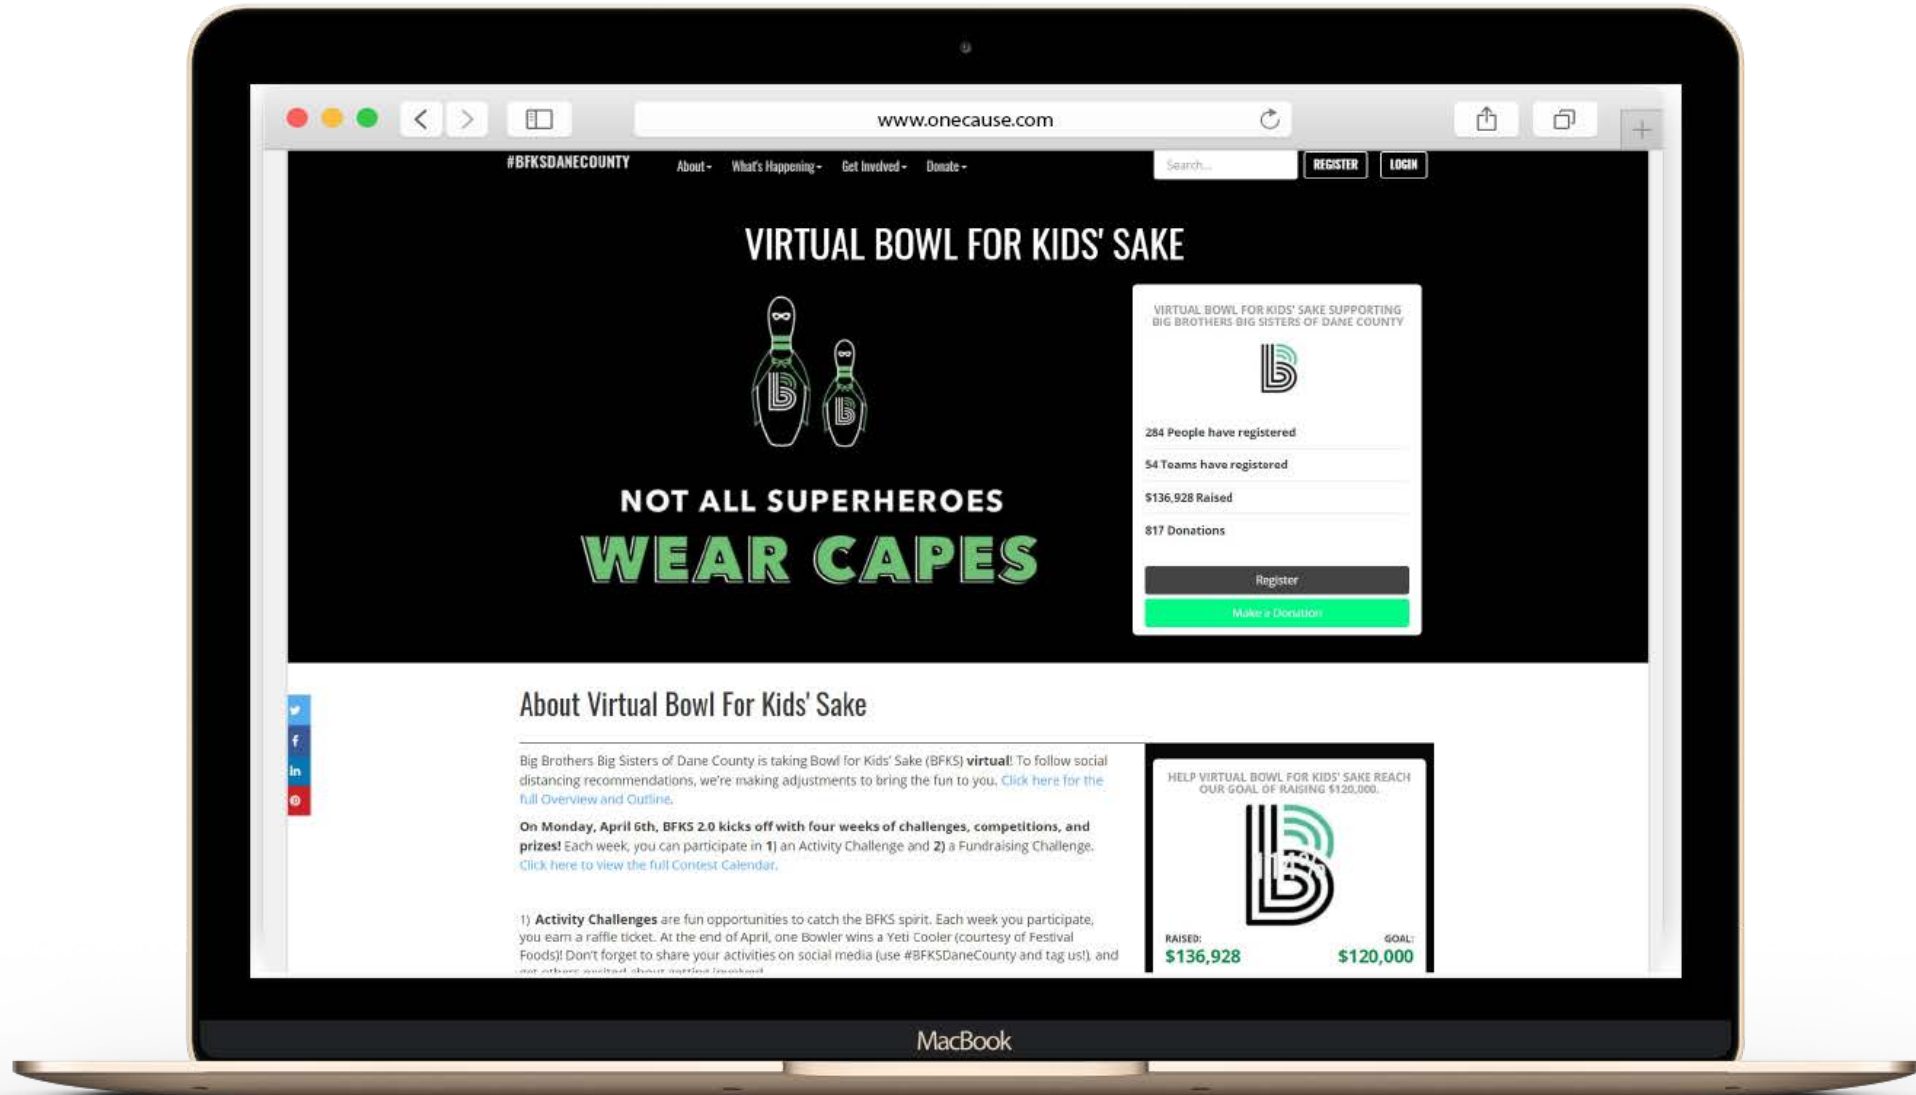 www.onecause.com
#BFKSDANECOUNTY
About
What's Happening
Get Involved
Donate
Search...
REGISTER
LOGIN
VIRTUAL BOWL FOR KIDS' SAKE
NOT ALL SUPERHEROES
WEAR CAPES
VIRTUAL BOWL FOR KIDS' SAKE SUPPORTING
BIG BROTHERS BIG SISTERS OF DANE COUNTY
284 People have registered
54 Teams have registered
$136,928 Raised
817 Donations
Register
Make a Donation
About Virtual Bowl For Kids' Sake
Big Brothers Big Sisters of Dane County is taking Bowl for Kids' Sake (BFKS) virtual! To follow social
distancing recommendations, we're making adjustments to bring the fun to you. Click here for the
full Overview and Outline.
On Monday, April 6th, BFKS 2.0 kicks off with four weeks of challenges, competitions, and
prizes! Each week, you can participate in 1) an Activity Challenge and 2) a Fundraising Challenge.
Click here to view the full Contest Calendar.
1) Activity Challenges are fun opportunities to catch the BFKS spirit. Each week you participate,
you earn a raffle ticket. At the end of April, one Bowler wins a Yeti Cooler (courtesy of Festival
Foods)! Don't forget to share your activities on social media (use #BFKSDaneCounty and tag us!), and
get others excited about getting involved
HELP VIRTUAL BOWL FOR KIDS' SAKE REACH
OUR GOAL OF RAISING $120,000.
RAISED:
$136,928
GOAL:
$120,000
MacBook